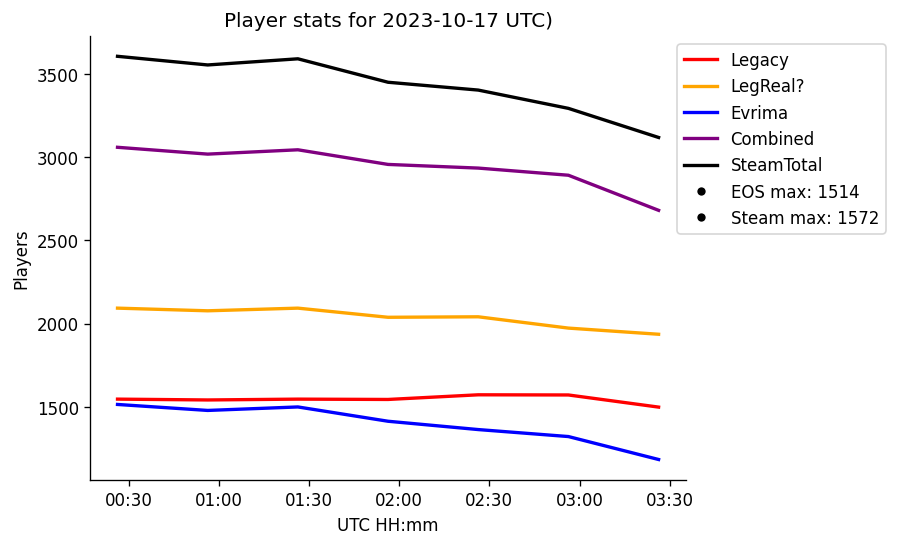 Player stats for 2023-10-17 UTC)
Legacy
LegReal?
Evrima
Combined
SteamTotal
EOS max: 1514
Steam max: 1572
Players
3500
3000
2500
2000
1500
00:30 01:00 01:30 02:00 02:30 03:00 03:30
UTC HH:mm